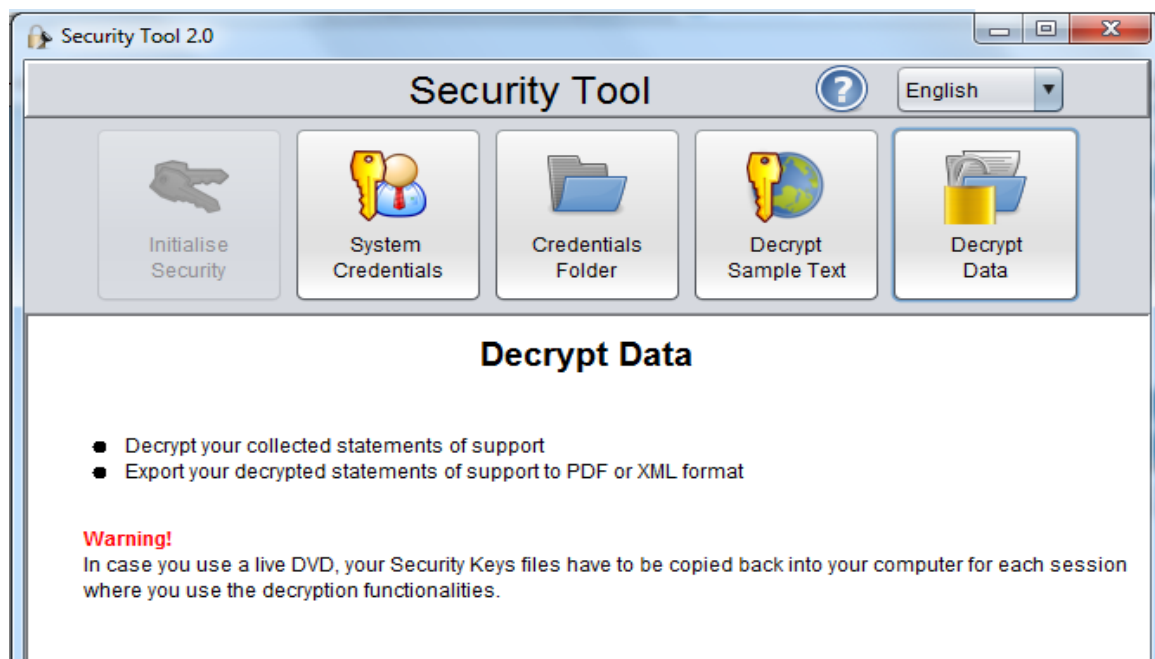 Security Tool 2.0
Security Tool
?
English
Initialise
Security
System
Credentials
Credentials
Folder
Decrypt
Sample Text
Decrypt
Data
Decrypt Data
Decrypt your collected statements of support
Export your decrypted statements of support to PDF or XML format
Warning!
In case you use a live DVD, your Security Keys files have to be copied back into your computer for each session
where you use the decryption functionalities.